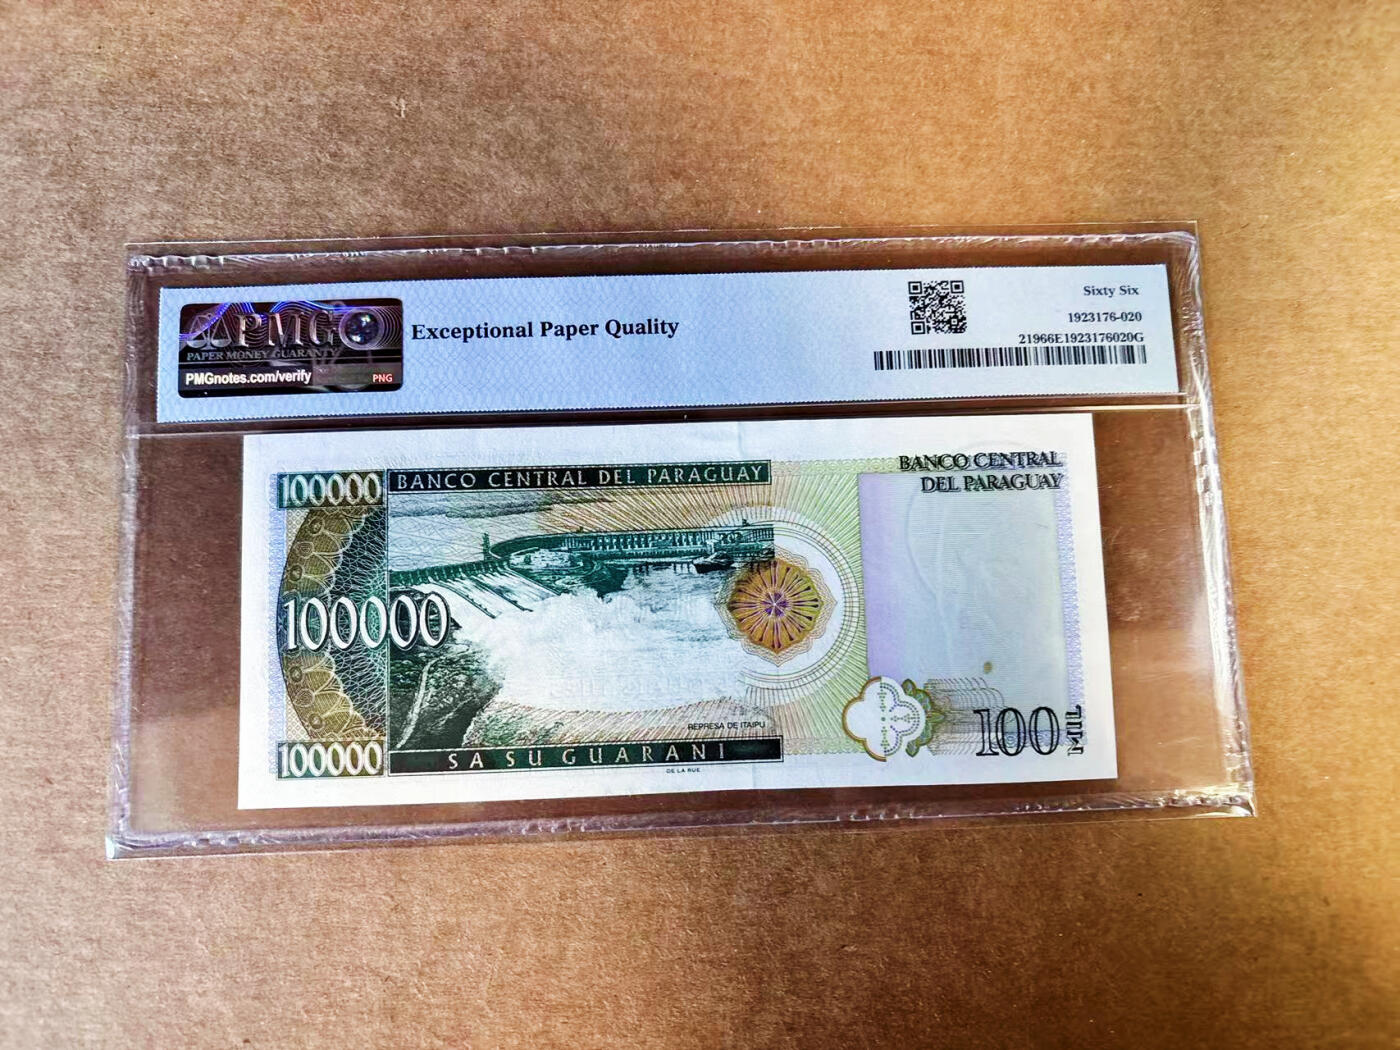 PMG
PAPER MONEY GUARANTY
PMGnotes.com/verify
PNG
Exceptional Paper Quality
Sixty Six
1923176-020
21966E1923176020G
100000
BANCO CENTRAL DEL PARAGUAY
BANCO CENTRAL
DEL PARAGUAY
100000
REPRESA DE ITAIPU
100
MIL
100000
SA SU GUARANI
DE LA RUE